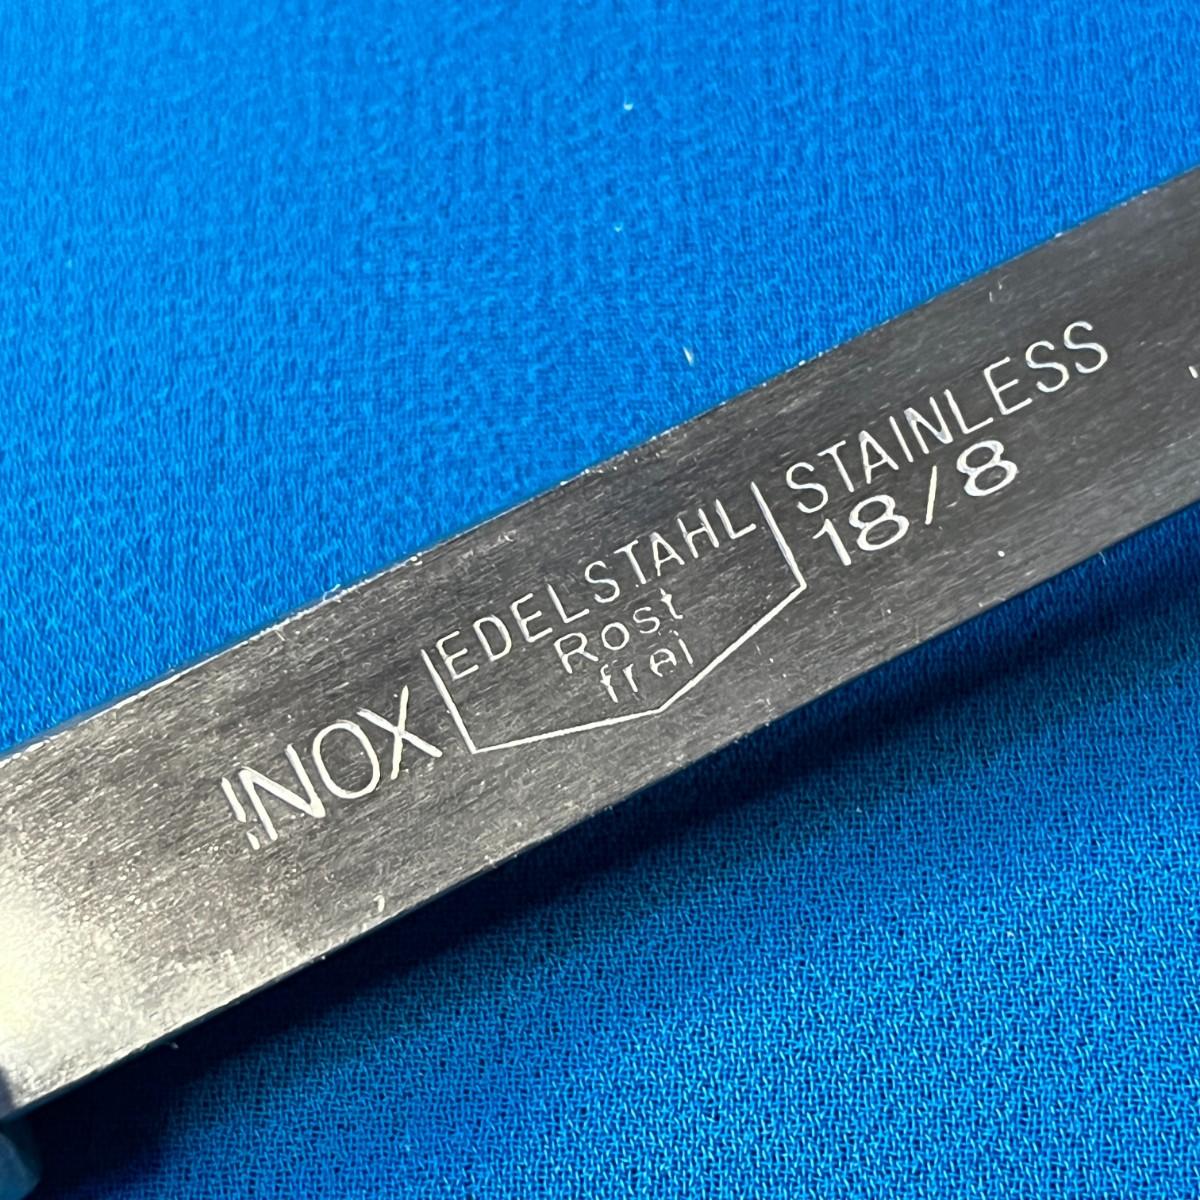 INOX
EDELSTAHL
Rost
frei
STAINLESS
18/8